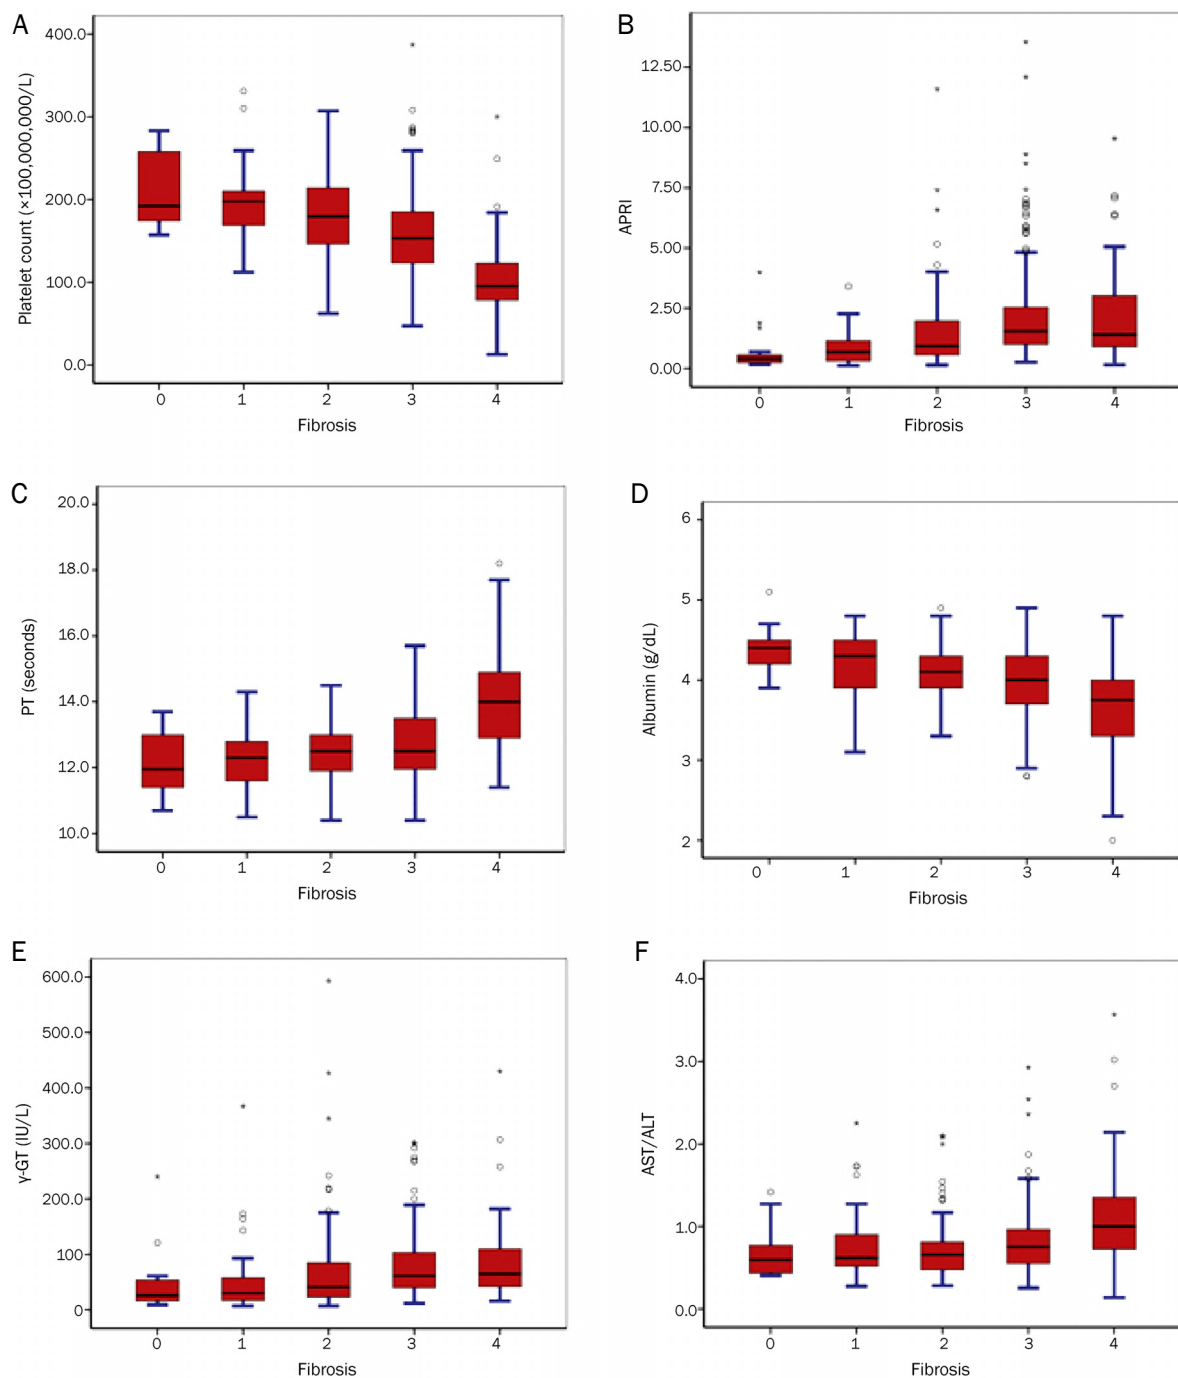 A
Platelet count (×100,000,000/L)
400.0
300.0
200.0
100.0
0.0
0 1 2 3 4
Fibrosis
B
APRI
12.50
10.00
7.50
5.00
2.50
0.00
0 1 2 3 4
Fibrosis
C
PT (seconds)
20.0
18.0
16.0
14.0
12.0
10.0
0 1 2 3 4
Fibrosis
D
Albumin (g/dL)
6
5
4
3
2
0 1 2 3 4
Fibrosis
E
γ-GT (IU/L)
600.0
500.0
400.0
300.0
200.0
100
0
0 1 2 3 4
Fibrosis
F
AST/ALT
4.0
3.0
2.0
1.0
0.0
0 1 2 3 4
Fibrosis